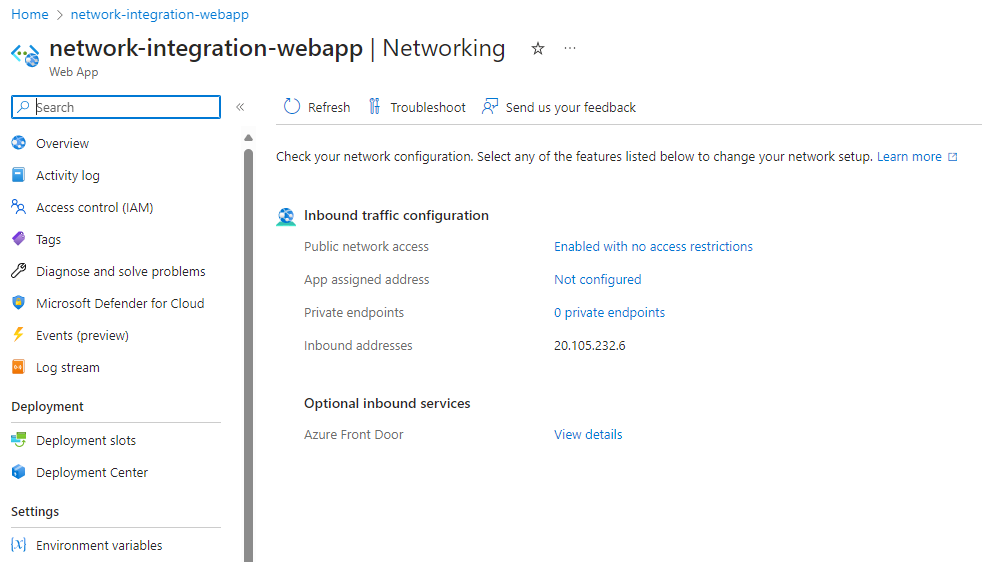 Home > network-integration-webapp
network-integration-webapp | Networking ...
Web App
Search «
Overview
Activity log
Access control (IAM)
Tags
Diagnose and solve problems
Microsoft Defender for Cloud
Events (preview)
Log stream
Deployment
Deployment slots
Deployment Center
Settings
Environment variables
Refresh Troubleshoot Send us your feedback
Check your network configuration. Select any of the features listed below to change your network setup. Learn more
Inbound traffic configuration
Public network access Enabled with no access restrictions
App assigned address Not configured
Private endpoints 0 private endpoints
Inbound addresses 20.105.232.6
Optional inbound services
Azure Front Door View details